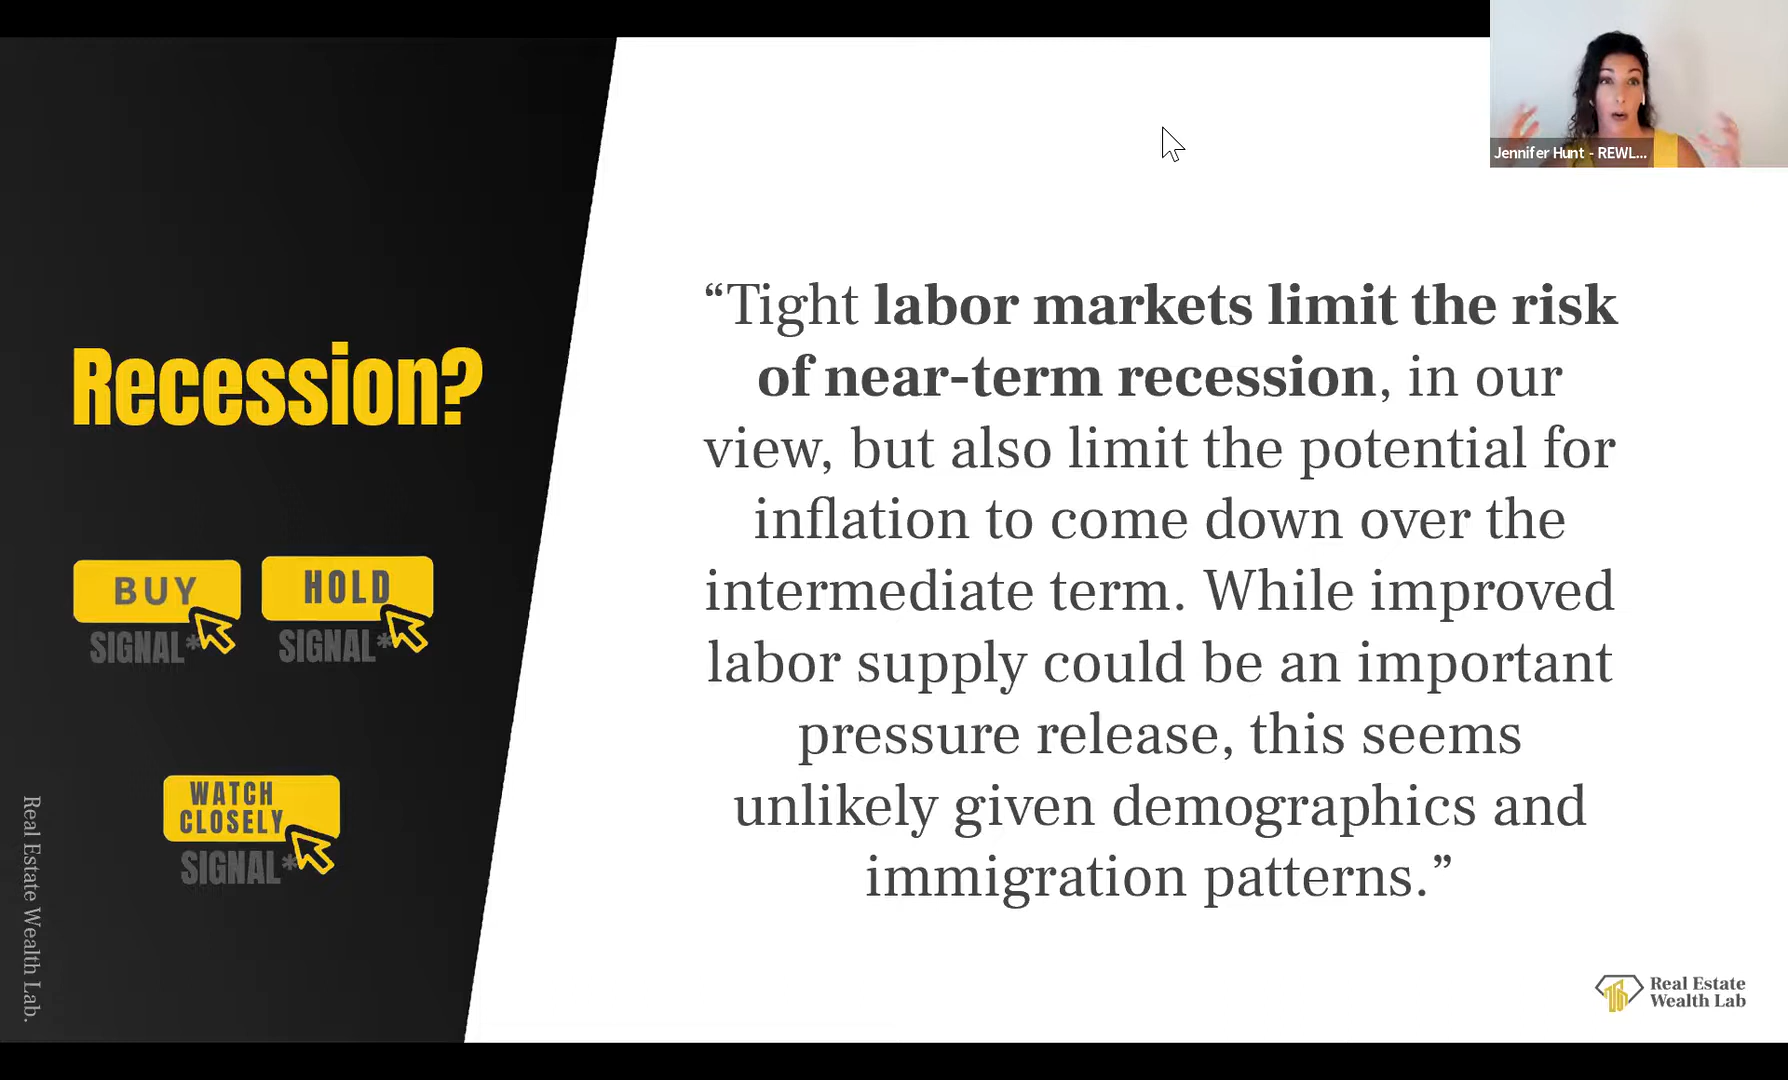 Jennifer Hunt - REWL...
Recession?
BUY
SIGNAL*
HOLD
SIGNAL*
WATCH
CLOSELY
SIGNAL*
Real Estate Wealth Lab.
“Tight labor markets limit the risk
of near-term recession, in our
view, but also limit the potential for
inflation to come down over the
intermediate term. While improved
labor supply could be an important
pressure release, this seems
unlikely given demographics and
immigration patterns.”
Real Estate
Wealth Lab